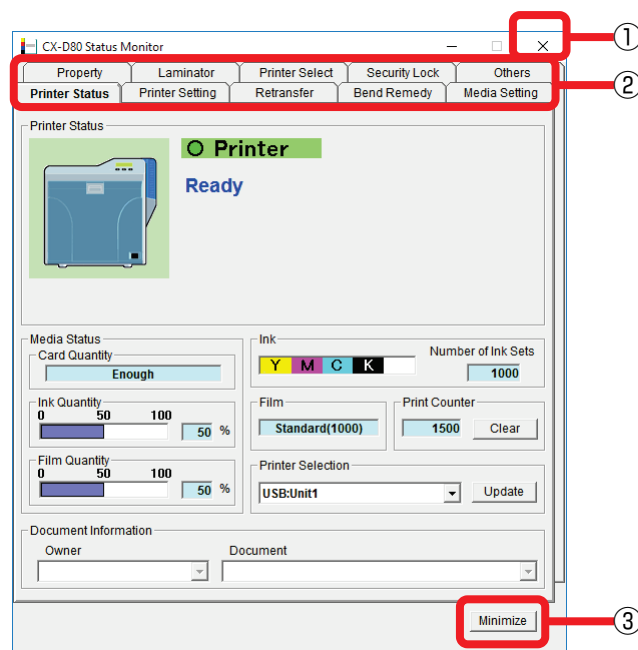 CX-D80 Status Monitor
①
Property Laminator Printer Select Security Lock Others
②
Printer Status Printer Setting Retransfer Bend Remedy Media Setting
Printer Status
Printer
Ready
Media Status
Card Quantity
Enough
Ink
Y M C K
Number of Ink Sets
1000
Ink Quantity
0 50 100
50 %
Film
Standard(1000)
Print Counter
1500 Clear
Film Quantity
0 50 100
50 %
Printer Selection
USB:Unit1 Update
Document Information
Owner Document
Minimize
③